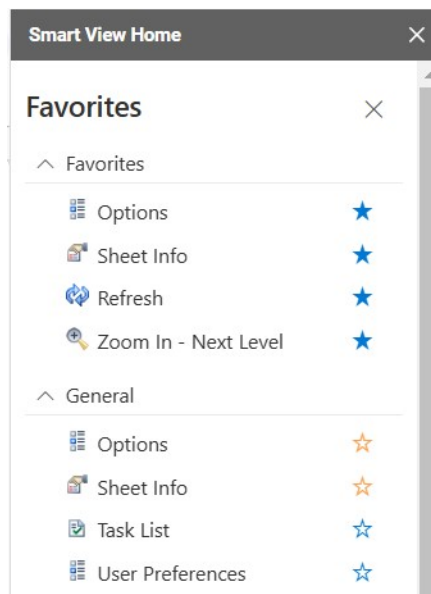 Smart View Home
Favorites
Favorites
Options
Sheet Info
Refresh
Zoom In - Next Level
General
Options
Sheet Info
Task List
User Preferences